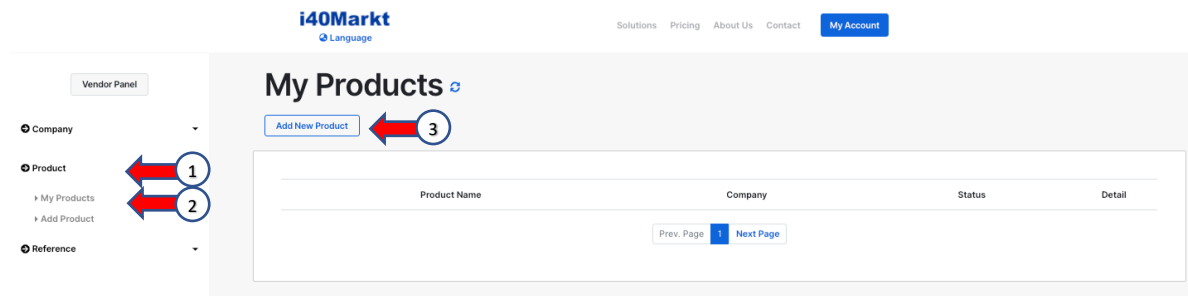 i40Markt
Language
Solutions Pricing About Us Contact My Account
Vendor Panel
Company
Product
My Products
Add Product
Reference
1
2
My Products
Add New Product
3
Product Name Company Status Detail
Prev. Page 1 Next Page